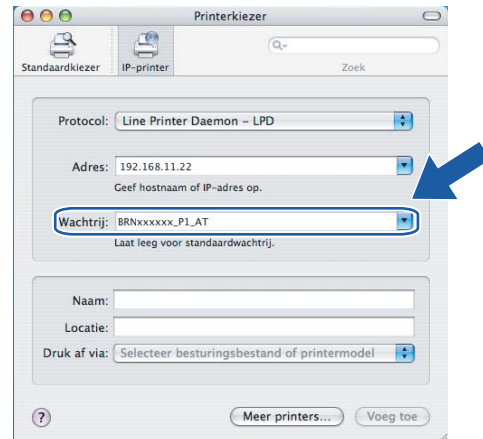 Printerkiezer
Standaardkiezer IP-printer Zoek
Protocol: Line Printer Daemon – LPD
Adres: 192.168.11.22
Geef hostnaam of IP-adres op.
Wachtrij: BRNxxxxxx_P1_AT
Laat leeg voor standaardwachtrij.
Naam:
Locatie:
Druk af via: Selecteer besturingsbestand of printermodel
? Meer printers... Voeg toe